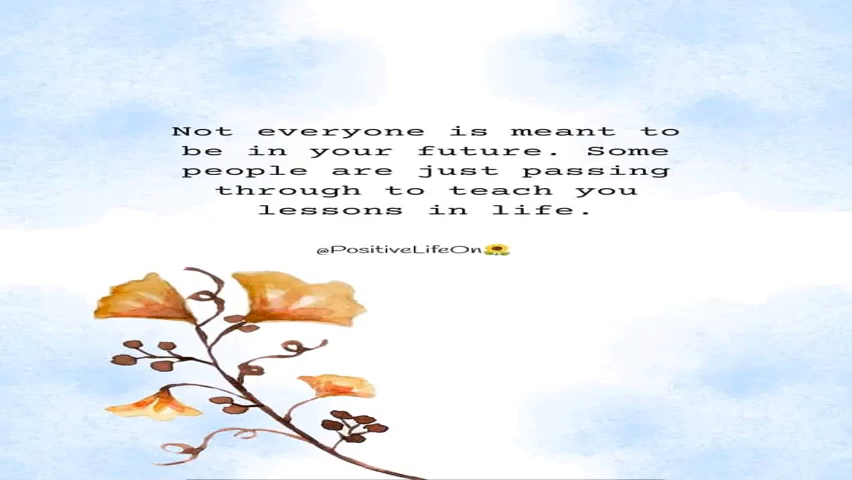 Not everyone is meant to
be in your future. Some
people are just passing
through to teach you
lessons in life.
@PositiveLifeOn🌻